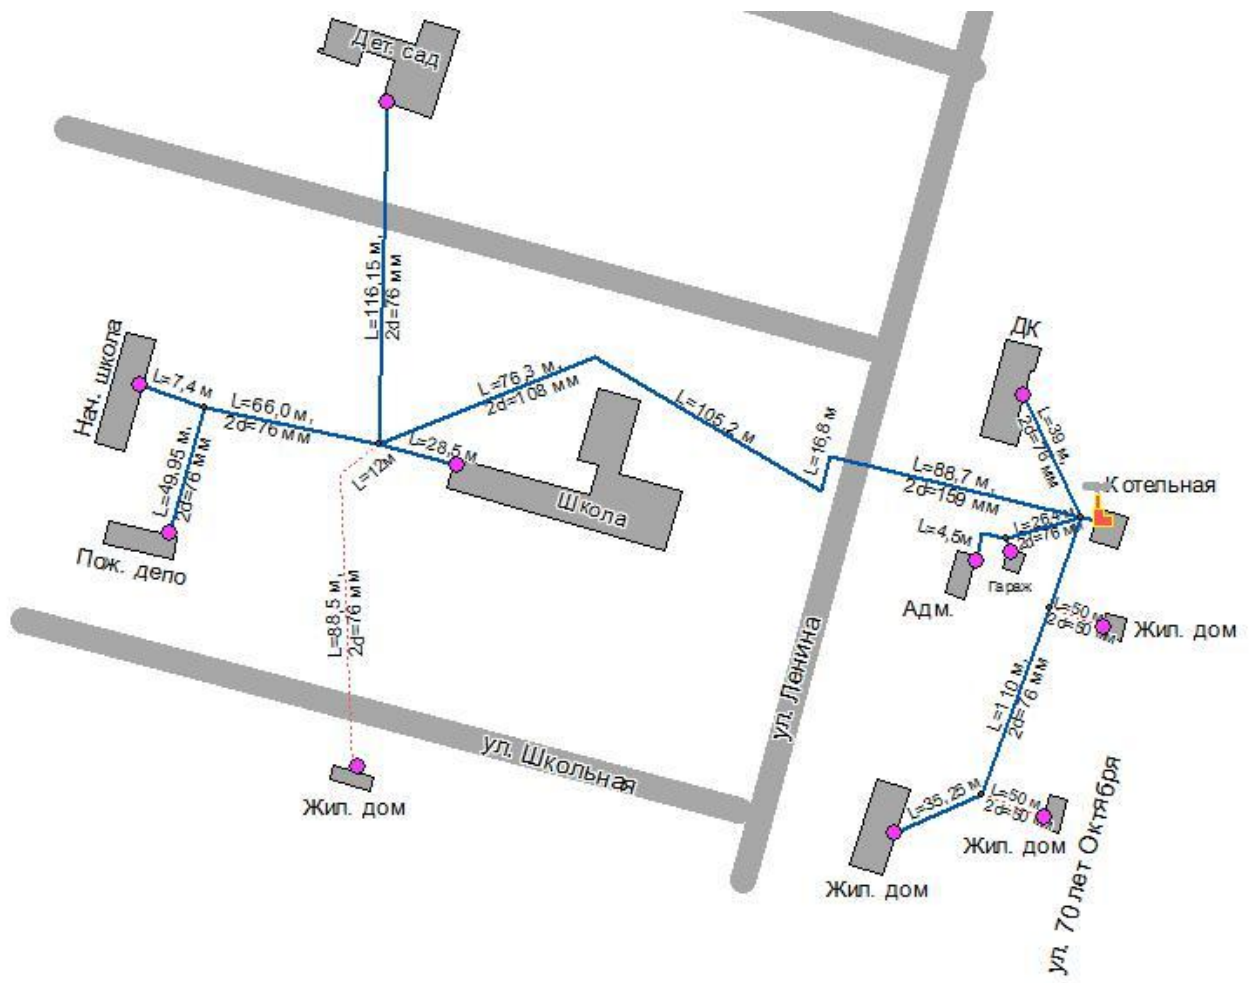 Дет. сад
L=116,15 м,
2d=76 мм
ДК
Нач. школа
L=7,4 м
L=66,0 м,
2d=76 мм
L=76,3 м,
2d=108 мм
L=105,2 м
L=16,8 м
L=39 м,
2d=76 мм
L=28,5 м
L=12м
L=88,7 м,
2d=159 мм
Котельная
L=49,95 м,
2d=76 мм
Школа
L=4,5м
L=26,4 м,
2d=76 мм
Пож. депо
Гараж
Адм.
L=88,5 м,
2d=76 мм
L=50 м,
2d=50 мм
Жил. дом
ул. Ленина
L=110 м,
2d=76 мм
ул. Школьная
Жил. дом
L=35,25 м
L=50 м,
2d=50 мм
Жил. дом
Жил. дом
ул. 70 лет Октября